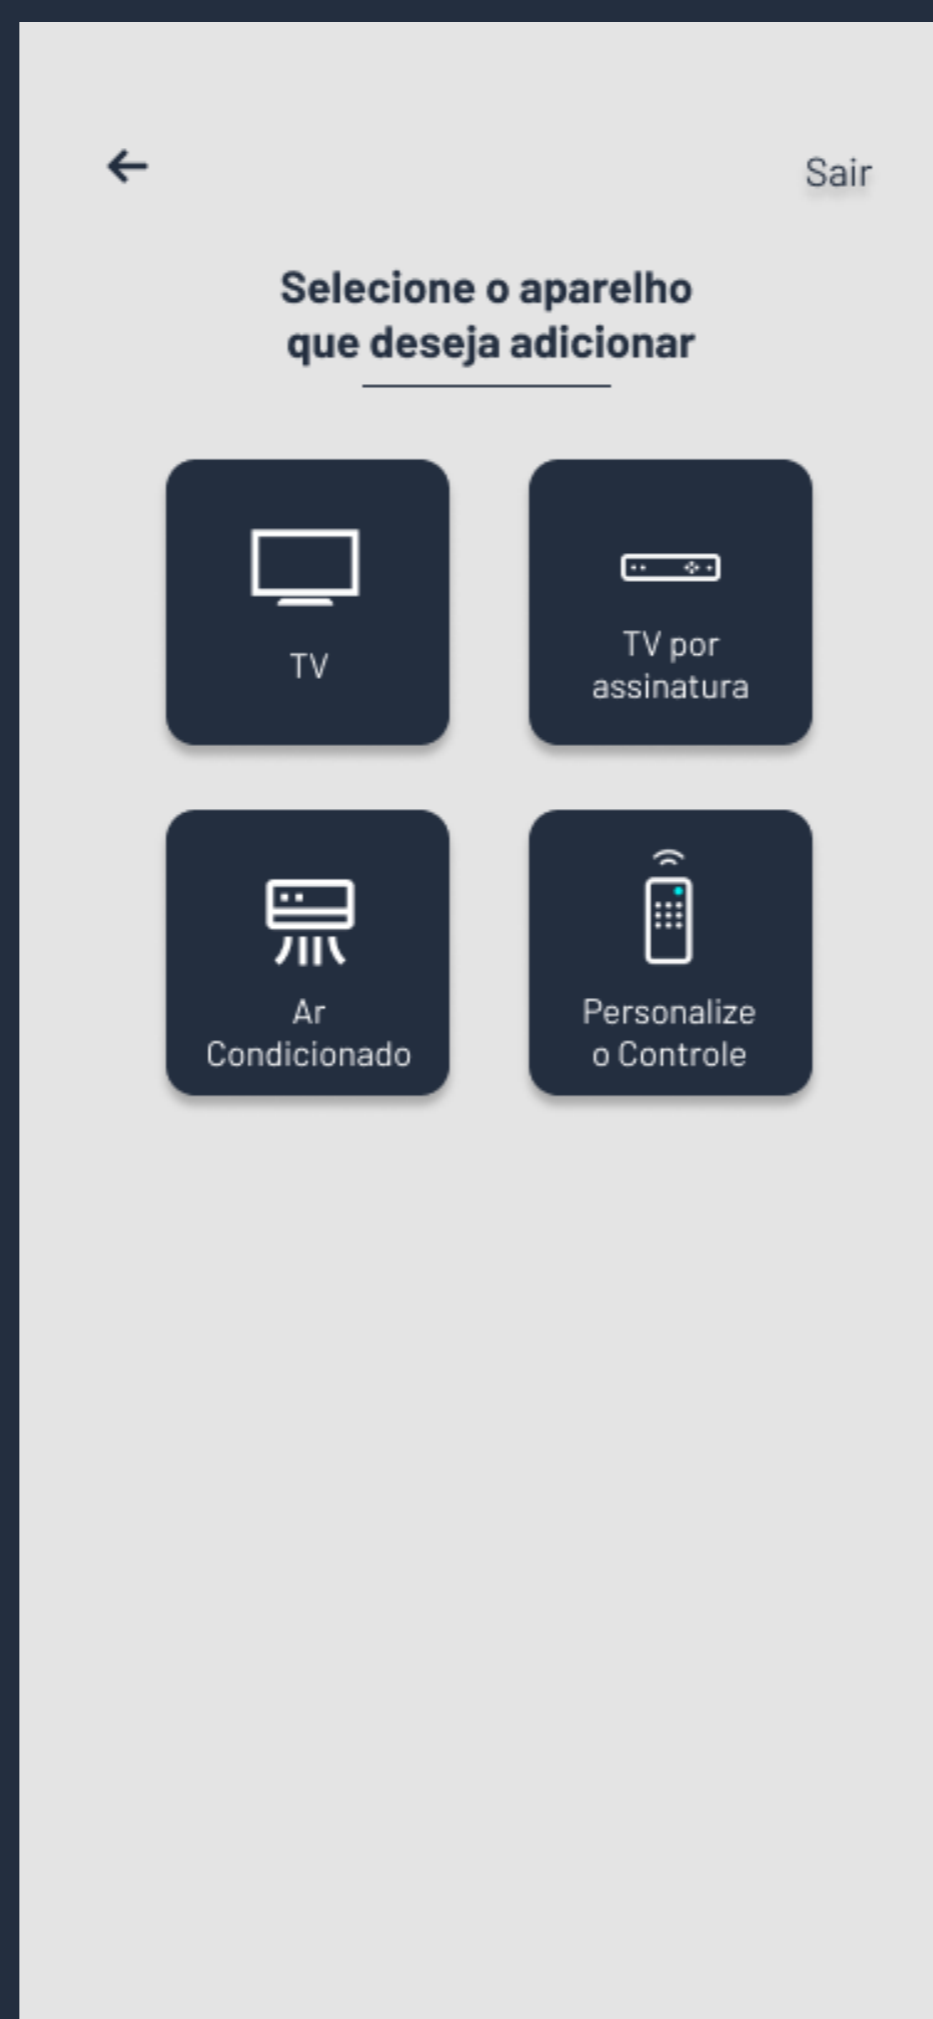 Sair
Selecione o aparelho
que deseja adicionar
TV
TV por
assinatura
Ar
Condicionado
Personalize
o Controle